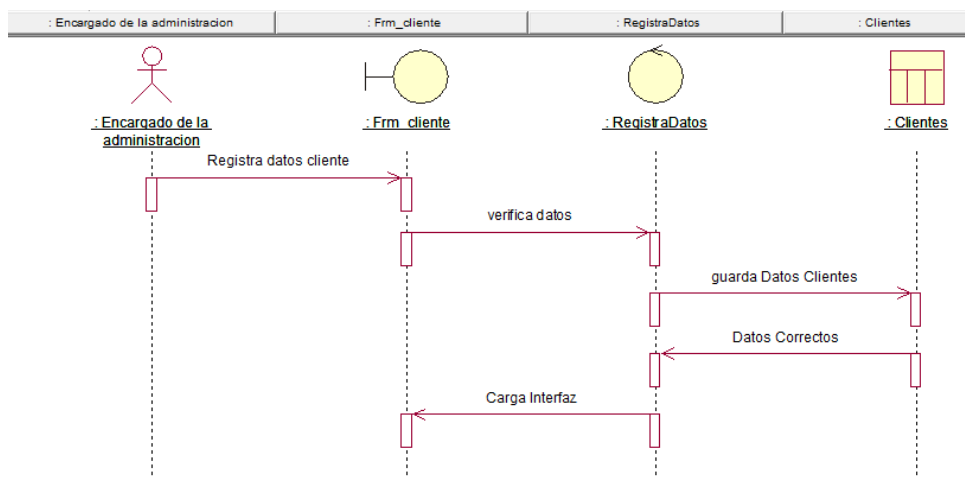 : Encargado de la administracion
: Frm_cliente
: RegistraDatos
: Clientes
: Encargado de la
administracion
: Frm_cliente
: RegistraDatos
: Clientes
Registra datos cliente
verifica datos
guarda Datos Clientes
Datos Correctos
Carga Interfaz